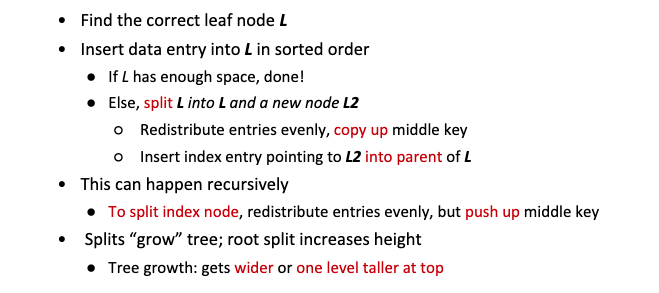 • Find the correct leaf node L
• Insert data entry into L in sorted order
• If L has enough space, done!
• Else, split L into L and a new node L2
o Redistribute entries evenly, copy up middle key
o Insert index entry pointing to L2 into parent of L
• This can happen recursively
• To split index node, redistribute entries evenly, but push up middle key
• Splits “grow” tree; root split increases height
• Tree growth: gets wider or one level taller at top